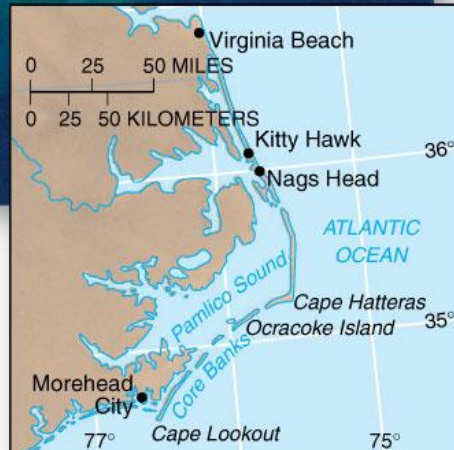 Virginia Beach
0 25 50 MILES
0 25 50 KILOMETERS
Kitty Hawk
36°
Nags Head
ATLANTIC
OCEAN
Pamlico Sound
Cape Hatteras
Ocracoke Island
35°
Core Banks
Morehead
City
77°
Cape Lookout
75°